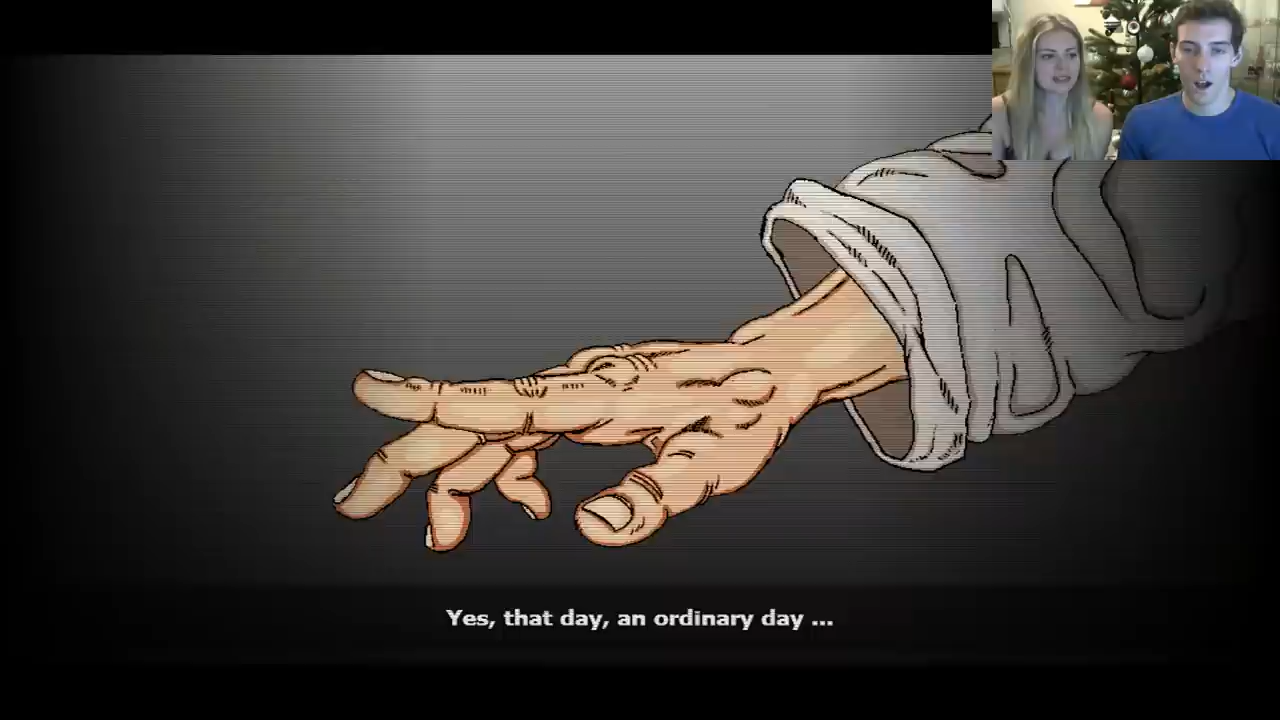 Yes, that day, an ordinary day ...